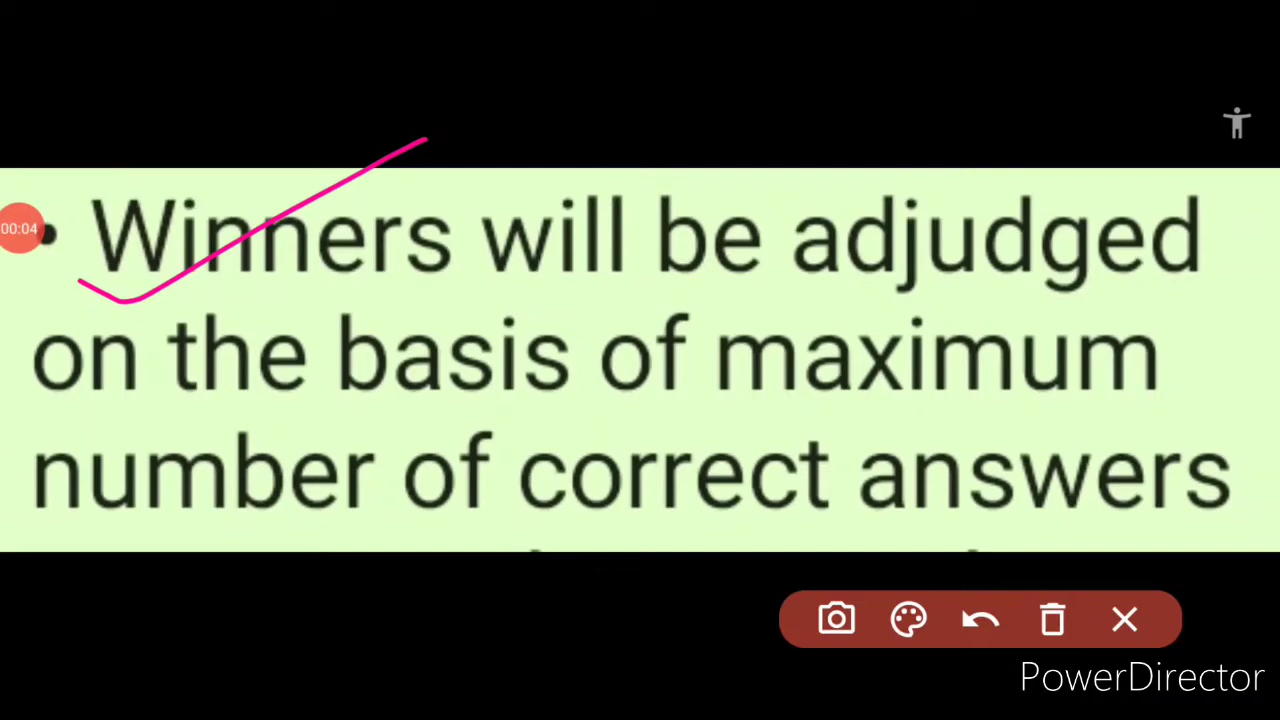 00:04
• Winners will be adjudged
on the basis of maximum
number of correct answers
PowerDirector